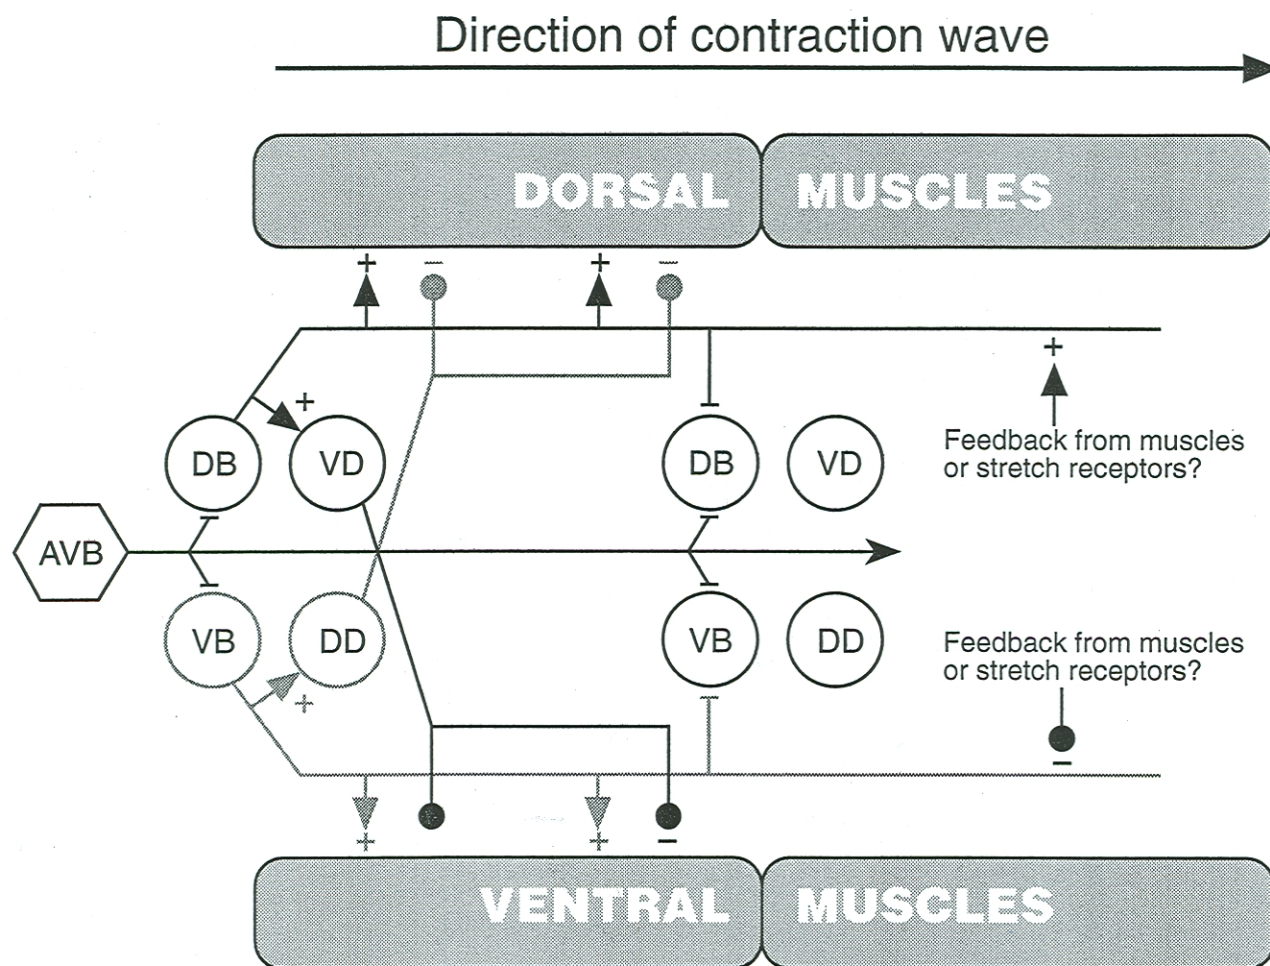 Direction of contraction wave
DORSAL MUSCLES
+ – + –
+
+
DB VD DB VD
Feedback from muscles
or stretch receptors?
AVB
VB DD VB DD
Feedback from muscles
or stretch receptors?
+
–
+ + –
VENTRAL MUSCLES